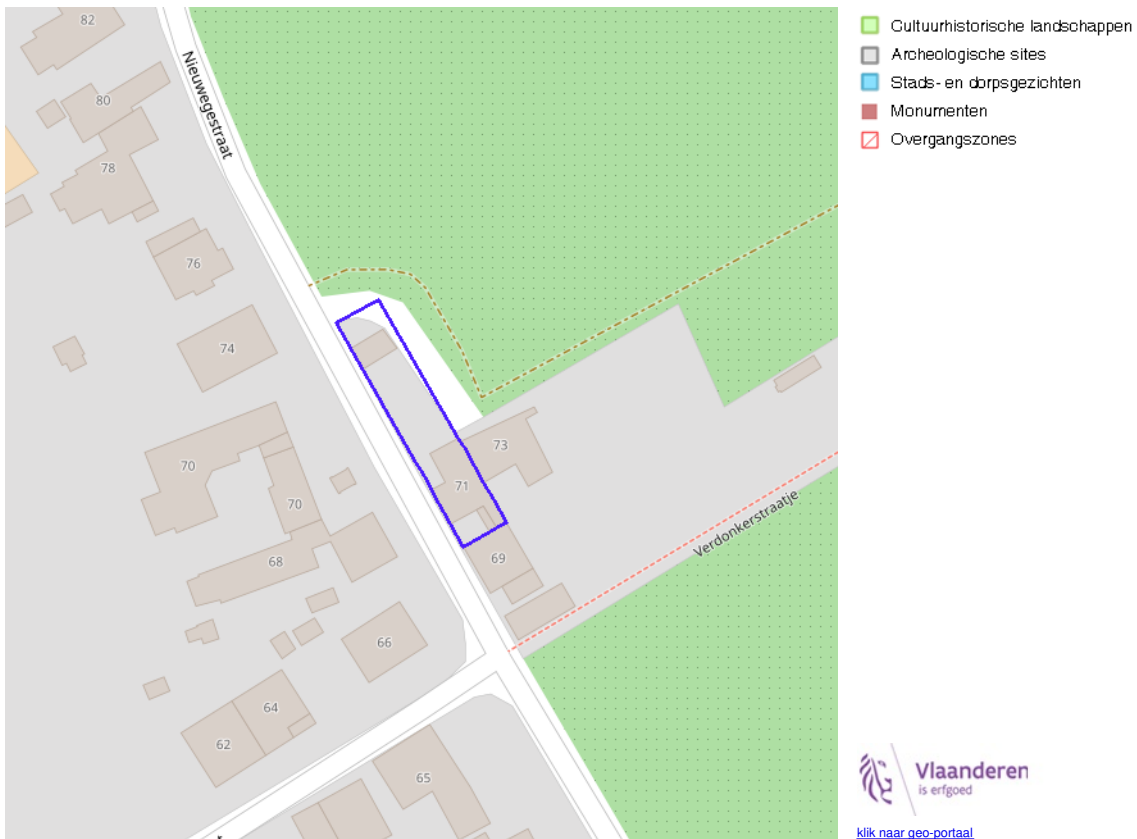 82
Nieuwegestraat
80
78
76
74
73
70
71
70
69
68
66
Verdonkerstraatje
64
62
65
Cultuurhistorische landschappen
Archeologische sites
Stads- en dorpsgezichten
Monumenten
Overgangszones
Vlaanderen
is erfgoed
klik naar geo-portaal